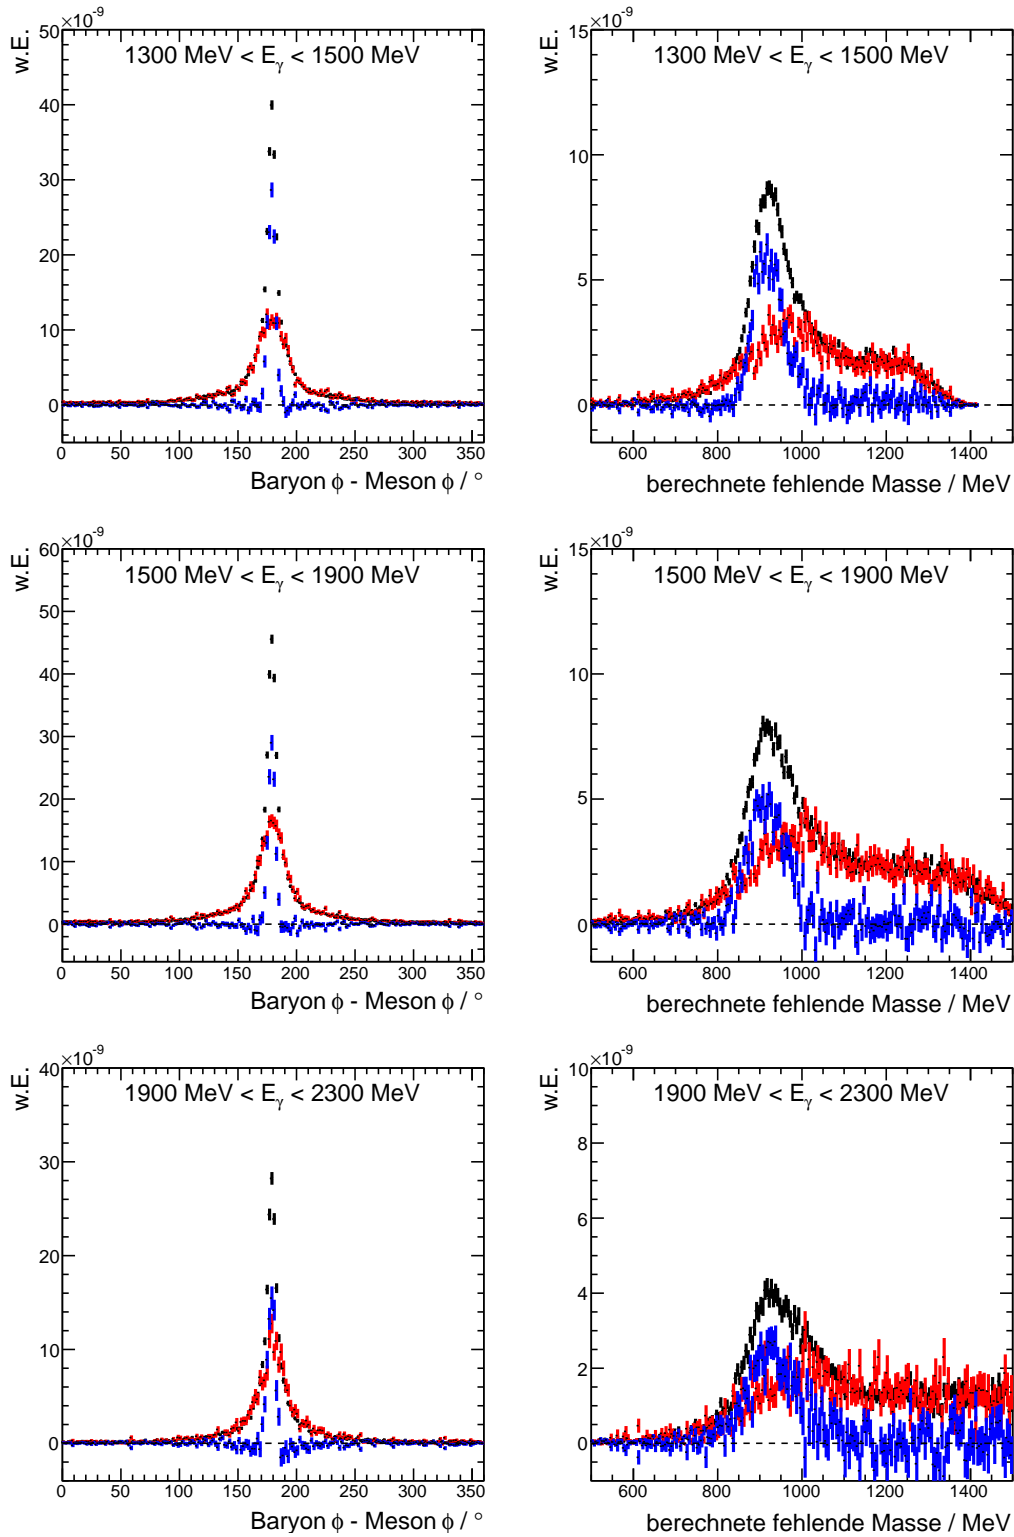 ×10⁻⁹
w.E.
1300 MeV < Eγ < 1500 MeV
50
40
30
20
10
0
0 50 100 150 200 250 300 350
Baryon ϕ - Meson ϕ / °
×10⁻⁹
w.E.
1300 MeV < Eγ < 1500 MeV
15
10
5
0
600 800 1000 1200 1400
berechnete fehlende Masse / MeV
×10⁻⁹
w.E.
1500 MeV < Eγ < 1900 MeV
60
50
40
30
20
10
0
0 50 100 150 200 250 300 350
Baryon ϕ - Meson ϕ / °
×10⁻⁹
w.E.
1500 MeV < Eγ < 1900 MeV
15
10
5
0
600 800 1000 1200 1400
berechnete fehlende Masse / MeV
×10⁻⁹
w.E.
1900 MeV < Eγ < 2300 MeV
40
30
20
10
0
0 50 100 150 200 250 300 350
Baryon ϕ - Meson ϕ / °
×10⁻⁹
w.E.
1900 MeV < Eγ < 2300 MeV
10
8
6
4
2
0
600 800 1000 1200 1400
berechnete fehlende Masse / MeV